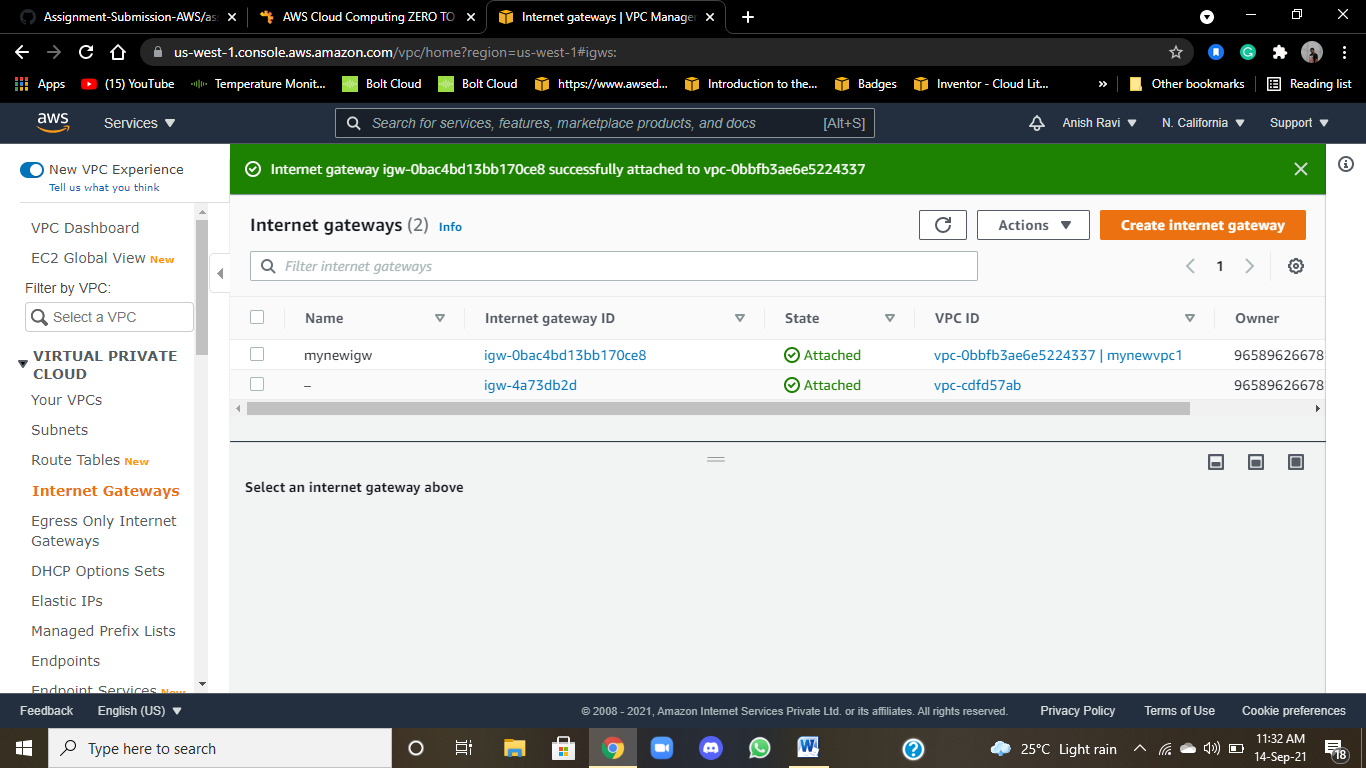 Assignment-Submission-AWS/as
AWS Cloud Computing ZERO TO
Internet gateways | VPC Manage
us-west-1.console.aws.amazon.com/vpc/home?region=us-west-1#igws:
Apps
(15) YouTube
Temperature Monit...
Bolt Cloud
Bolt Cloud
https://www.awsed...
Introduction to the...
Badges
Inventor - Cloud Lit...
»
Other bookmarks
Reading list
aws
Services
Search for services, features, marketplace products, and docs
[Alt+S]
Anish Ravi
N. California
Support
New VPC Experience
Tell us what you think
Internet gateway igw-0bac4bd13bb170ce8 successfully attached to vpc-0bbfb3ae6e5224337
VPC Dashboard
EC2 Global View New
Filter by VPC:
Select a VPC
VIRTUAL PRIVATE
CLOUD
Your VPCs
Subnets
Route Tables New
Internet Gateways
Egress Only Internet
Gateways
DHCP Options Sets
Elastic IPs
Managed Prefix Lists
Endpoints
Endpoint Services New
Internet gateways (2) Info
Actions
Create internet gateway
Filter internet gateways
1
Name
Internet gateway ID
State
VPC ID
Owner
mynewigw
igw-0bac4bd13bb170ce8
Attached
vpc-0bbfb3ae6e5224337 | mynewvpc1
96589626678
–
igw-4a73db2d
Attached
vpc-cdfd57ab
96589626678
Select an internet gateway above
Feedback
English (US)
© 2008 - 2021, Amazon Internet Services Private Ltd. or its affiliates. All rights reserved.
Privacy Policy
Terms of Use
Cookie preferences
Type here to search
25°C Light rain
11:32 AM
14-Sep-21
18